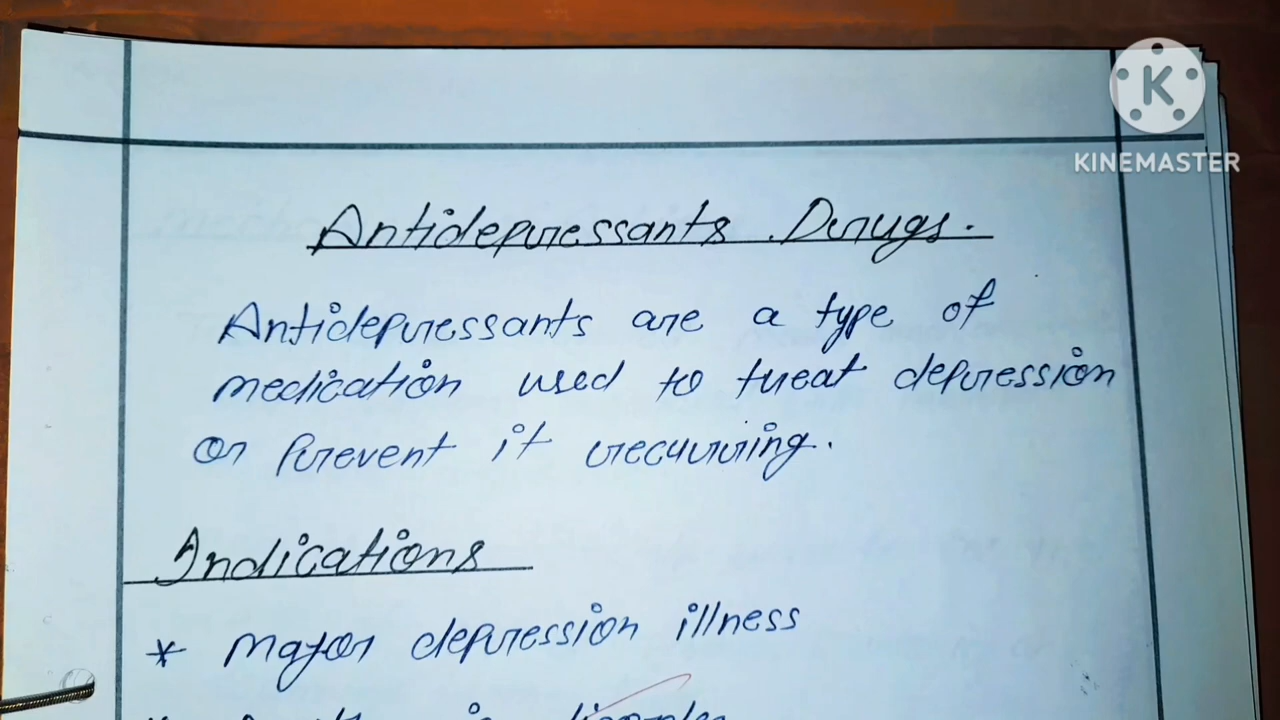 K
KINEMASTER
Antidepressants Drugs.
Antidepressants are a type of
medication used to treat depression
or prevent it recurring.
Indications
* major depression illness